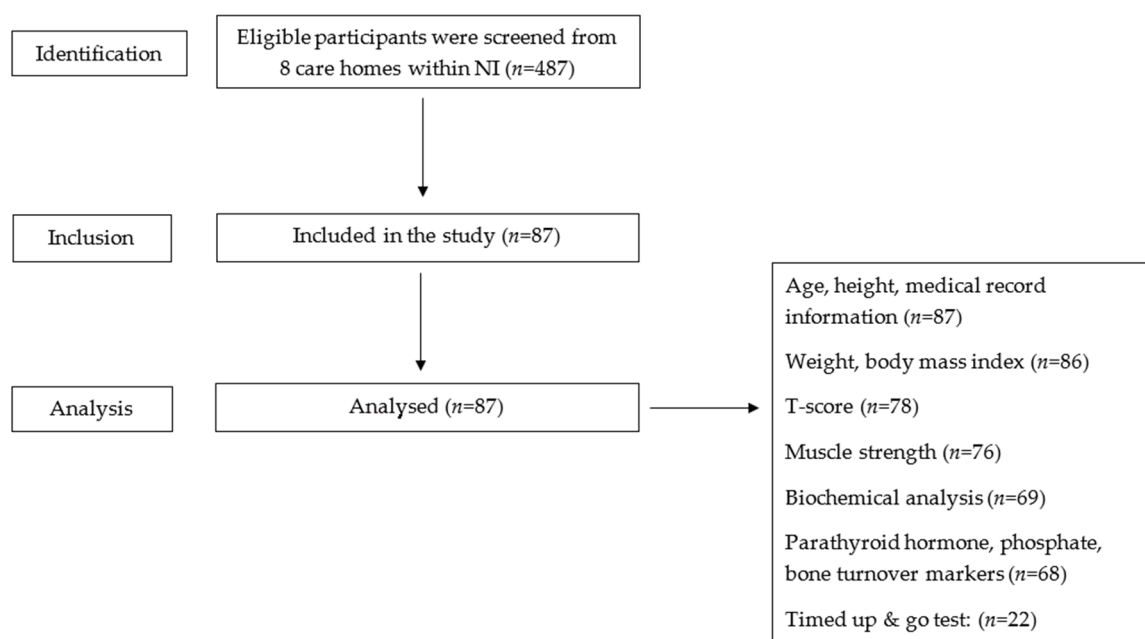 Identification
Eligible participants were screened from
8 care homes within NI (n=487)
Inclusion
Included in the study (n=87)
Analysis
Analysed (n=87)
Age, height, medical record
information (n=87)
Weight, body mass index (n=86)
T-score (n=78)
Muscle strength (n=76)
Biochemical analysis (n=69)
Parathyroid hormone, phosphate,
bone turnover markers (n=68)
Timed up & go test: (n=22)